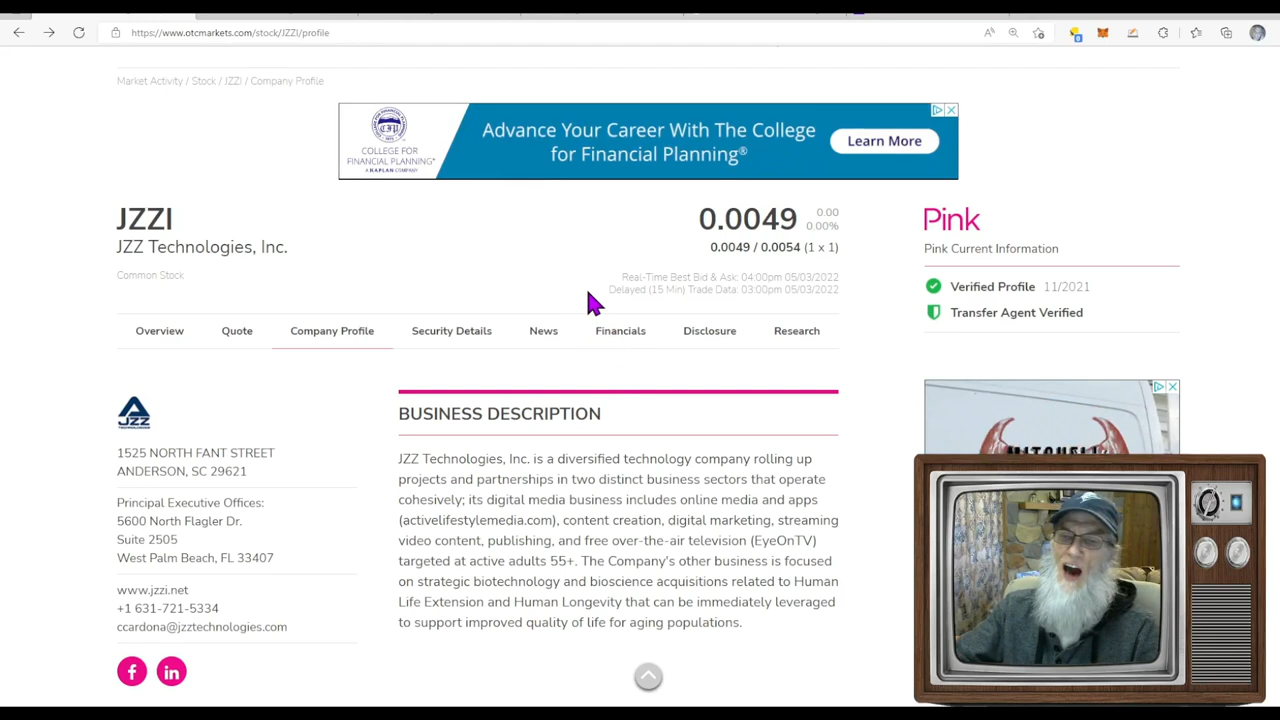 https://www.otcmarkets.com/stock/JZZI/profile
Market Activity / Stock / JZZI / Company Profile
COLLEGE FOR
FINANCIAL PLANNING®
A KAPLAN COMPANY
Advance Your Career With The College
for Financial Planning®
Learn More
JZZI
JZZ Technologies, Inc.
Common Stock
0.0049
0.00
0.00%
0.0049 / 0.0054 (1 x 1)
Real-Time Best Bid & Ask: 04:00pm 05/03/2022
Delayed (15 Min) Trade Data: 03:00pm 05/03/2022
Pink
Pink Current Information
Verified Profile 11/2021
Transfer Agent Verified
Overview Quote Company Profile Security Details News Financials Disclosure Research
JZZ
TECHNOLOGIES
1525 NORTH FANT STREET
ANDERSON, SC 29621
Principal Executive Offices:
5600 North Flagler Dr.
Suite 2505
West Palm Beach, FL 33407
www.jzzi.net
+1 631-721-5334
ccardona@jzztechnologies.com
BUSINESS DESCRIPTION
JZZ Technologies, Inc. is a diversified technology company rolling up
projects and partnerships in two distinct business sectors that operate
cohesively; its digital media business includes online media and apps
(activelifestylemedia.com), content creation, digital marketing, streaming
video content, publishing, and free over-the-air television (EyeOnTV)
targeted at active adults 55+. The Company's other business is focused
on strategic biotechnology and bioscience acquisitions related to Human
Life Extension and Human Longevity that can be immediately leveraged
to support improved quality of life for aging populations.